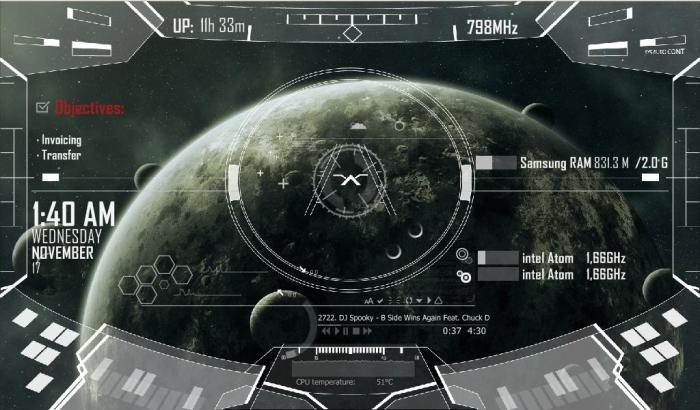 UP: 11h 33m
798MHz
Objectives:
· Invoicing
· Transfer
Samsung RAM 831.3 M /2.0 G
1:40 AM
WEDNESDAY
NOVEMBER
17
intel Atom 1,66GHz
intel Atom 1,66GHz
2722. DJ Spooky - B Side Wins Again Feat. Chuck D
0:37 4:30
CPU temperature: 51°C